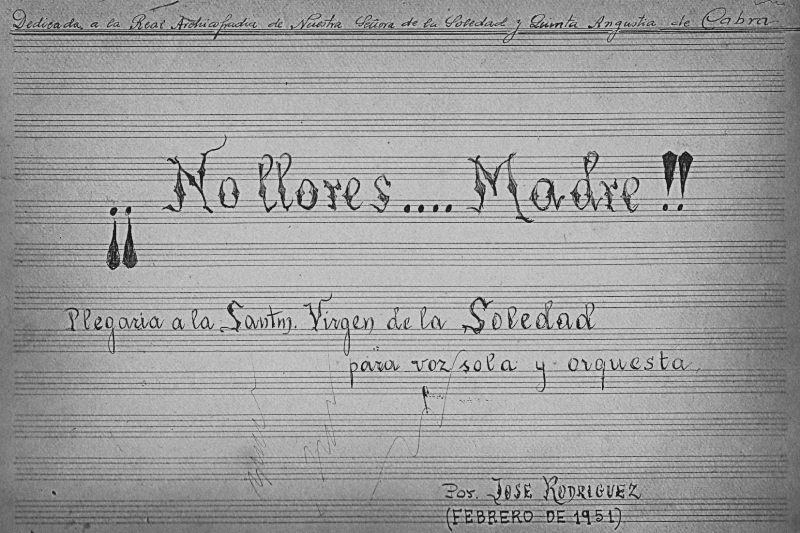 Dedicada a la Real Archicofradia de Nuestra Señora de la Soledad y Quinta Angustia de Cabra
¡¡No llores.... Madre!!
Plegaria a la Santm. Virgen de la Soledad
para voz sola y orquesta.
Por. JOSE RODRIGUEZ
(FEBRERO DE 1951)